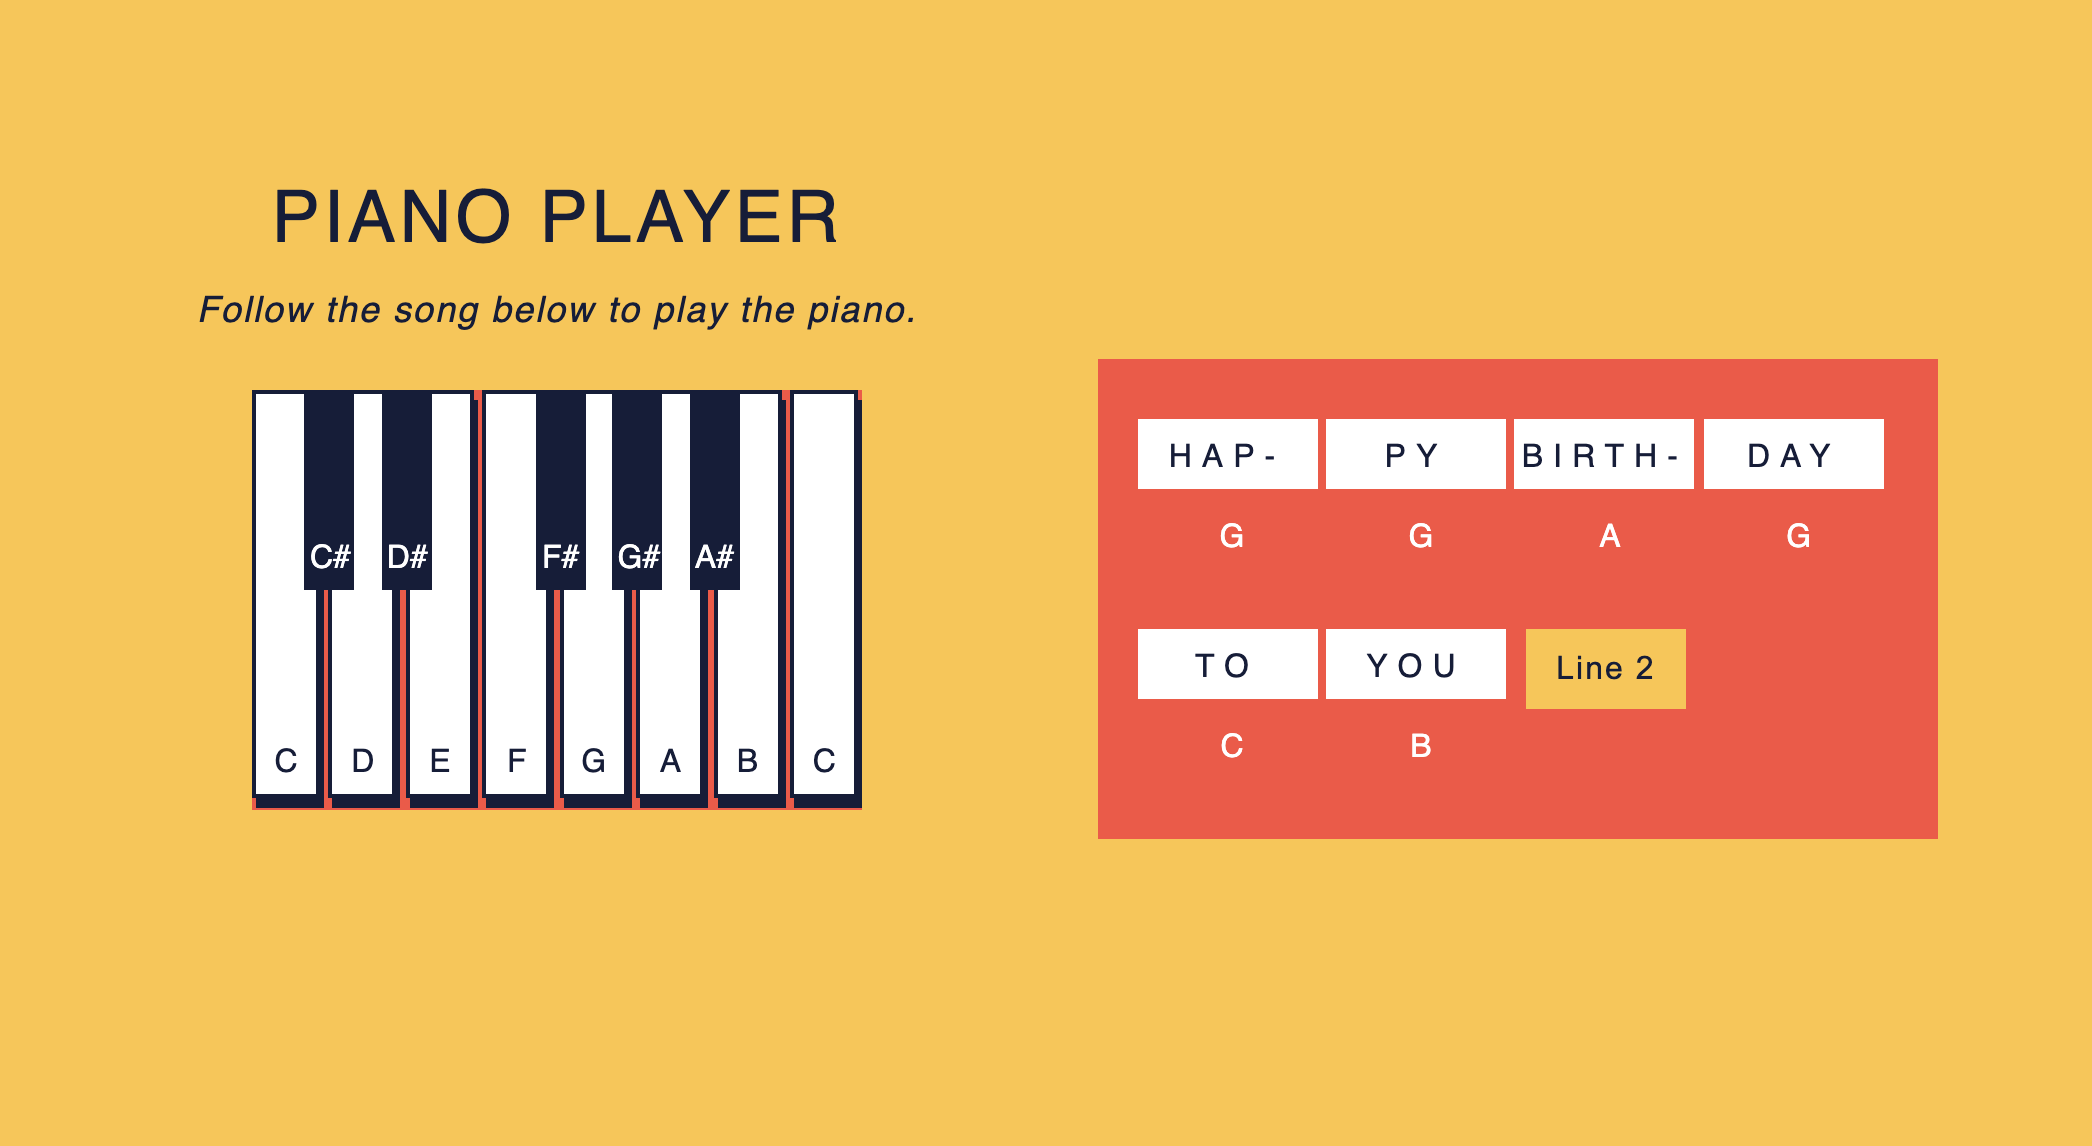 PIANO PLAYER
Follow the song below to play the piano.
C# D# F# G# A#
C D E F G A B C
HAP- PY BIRTH- DAY
G G A G
TO YOU Line 2
C B